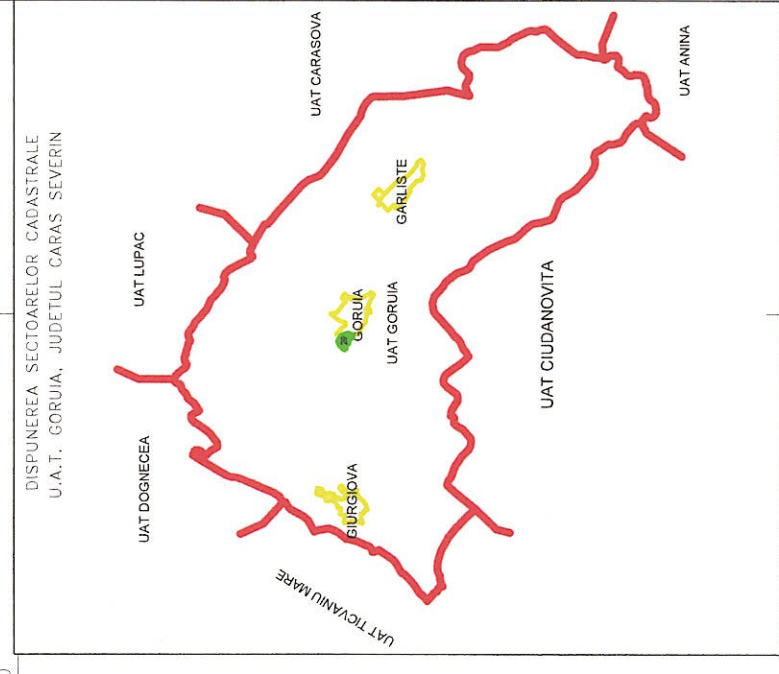 DISPUNEREA SECTOARELOR CADASTRALE
U.A.T. GORUIA, JUDETUL CARAS SEVERIN
UAT LUPAC
UAT CARASOVA
UAT DOGNECEA
UAT ANINA
GARLISTE
GORUIA
UAT GORUIA
GIURGIOVA
UAT CIUDANOVITA
UAT TICVANIU MARE